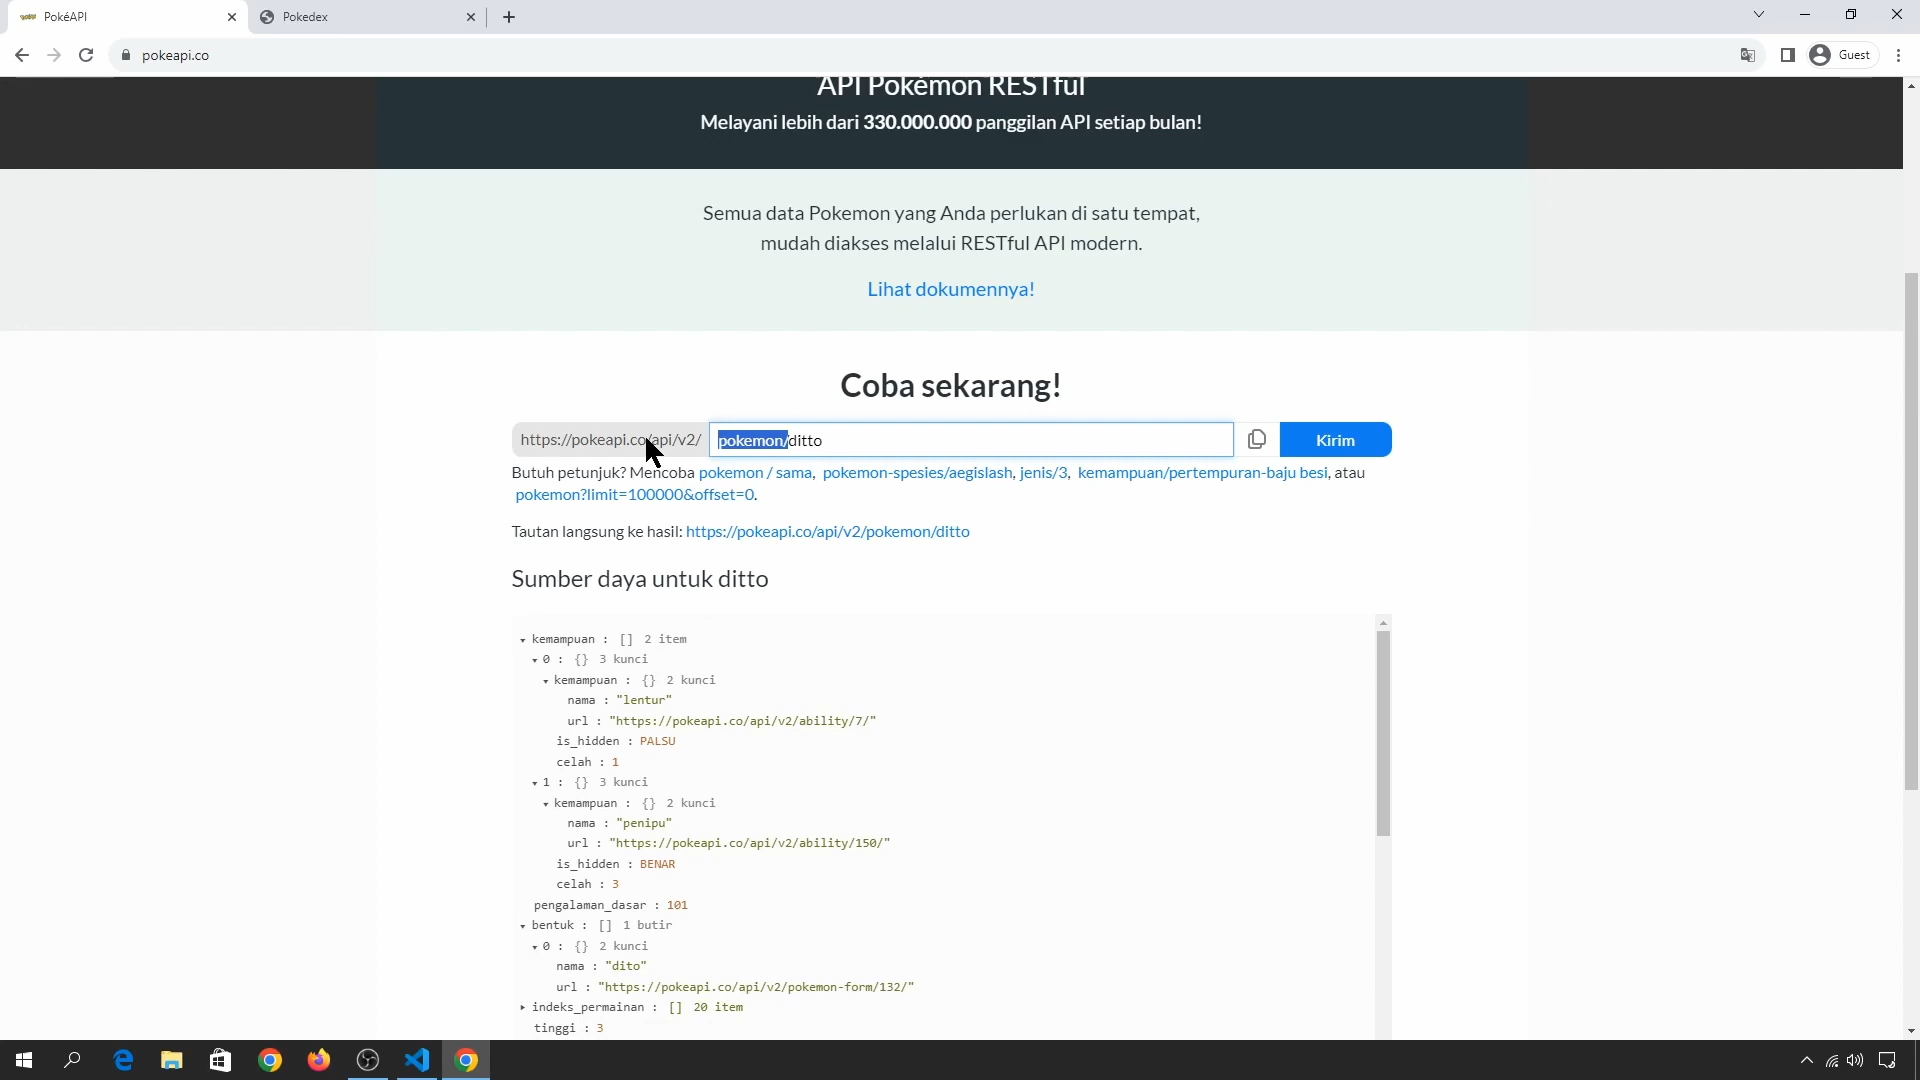 PokéAPI
Pokedex
pokeapi.co
Guest
API Pokémon RESTful
Melayani lebih dari 330.000.000 panggilan API setiap bulan!
Semua data Pokemon yang Anda perlukan di satu tempat,
mudah diakses melalui RESTful API modern.
Lihat dokumennya!
Coba sekarang!
https://pokeapi.co/api/v2/ pokemon/ditto Kirim
Butuh petunjuk? Mencoba pokemon / sama, pokemon-spesies/aegislash, jenis/3, kemampuan/pertempuran-baju besi, atau
pokemon?limit=100000&offset=0.
Tautan langsung ke hasil: https://pokeapi.co/api/v2/pokemon/ditto
Sumber daya untuk ditto
kemampuan : [] 2 item
0 : {} 3 kunci
kemampuan : {} 2 kunci
nama : "lentur"
url : "https://pokeapi.co/api/v2/ability/7/"
is_hidden : PALSU
celah : 1
1 : {} 3 kunci
kemampuan : {} 2 kunci
nama : "penipu"
url : "https://pokeapi.co/api/v2/ability/150/"
is_hidden : BENAR
celah : 3
pengalaman_dasar : 101
bentuk : [] 1 butir
0 : {} 2 kunci
nama : "dito"
url : "https://pokeapi.co/api/v2/pokemon-form/132/"
indeks_permainan : [] 20 item
tinggi : 3